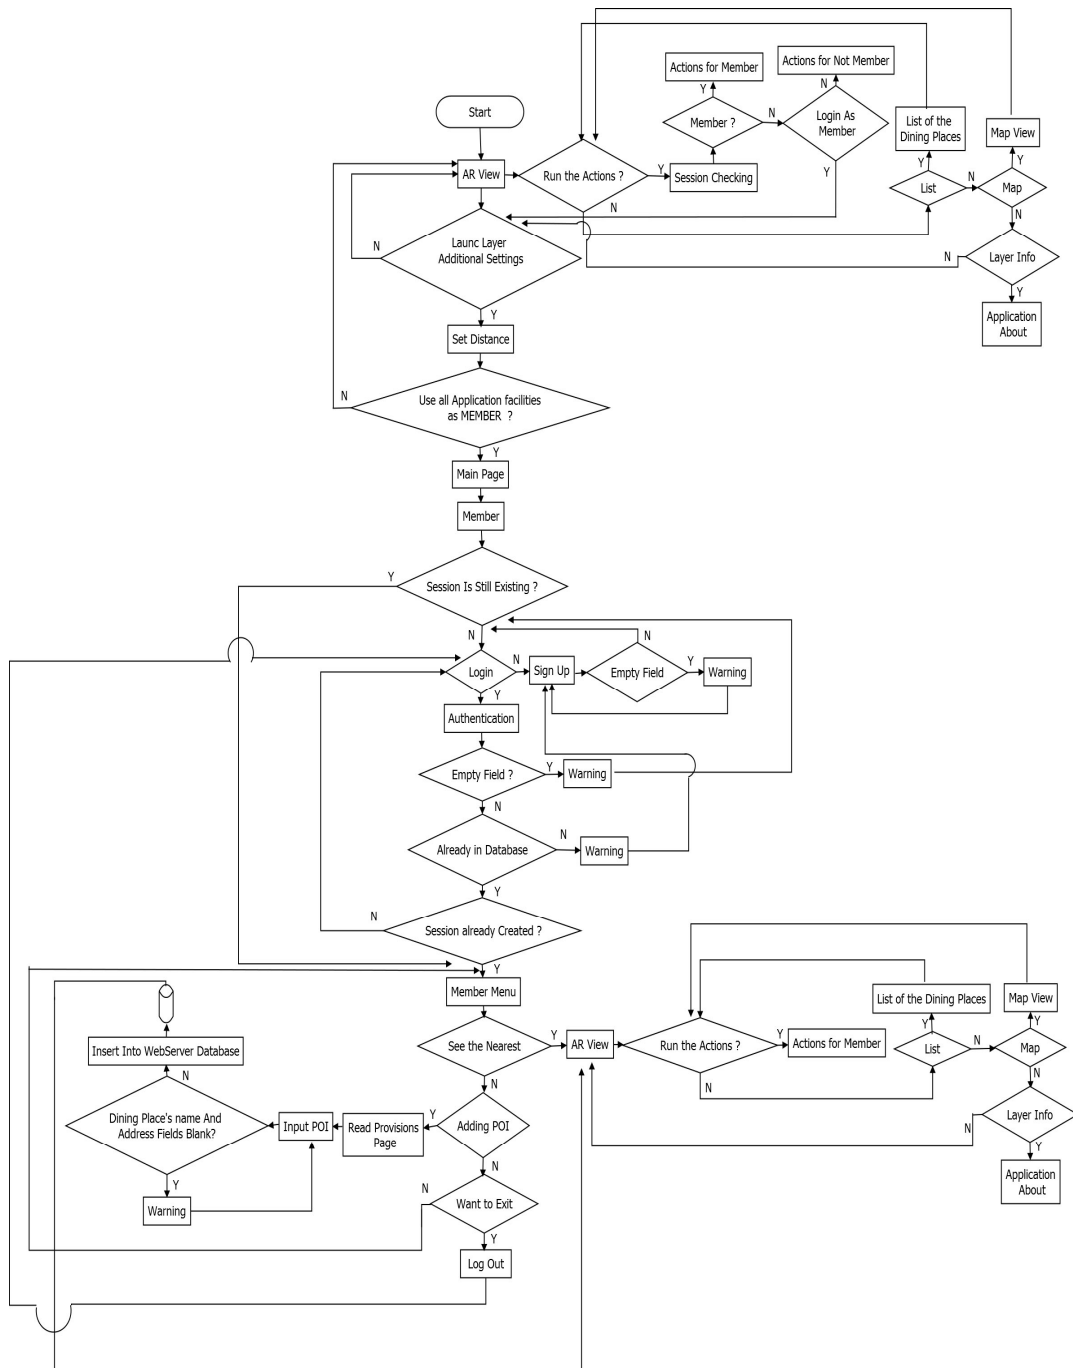 Start
Actions for Member
Actions for Not Member
Y
N
Member ?
N
Login As
Member
List of the
Dining Places
Map View
AR View
Run the Actions ?
Y
Session Checking
Y
Y
Y
List
N
Map
N
N
Launc Layer
Additional Settings
N
N
Layer Info
Y
Y
Application
About
Set Distance
N
Use all Application facilities
as MEMBER ?
Y
Main Page
Member
Y
Session Is Still Existing ?
N
N
Login
N
Sign Up
Empty Field
Y
Warning
Y
Authentication
Empty Field ?
Y
Warning
N
Already in Database
N
Warning
Y
N
Session already Created ?
Y
Member Menu
List of the Dining Places
Map View
Insert Into WebServer Database
See the Nearest
Y
AR View
Run the Actions ?
Y
Actions for Member
Y
List
N
Y
Map
N
N
N
N
Dining Place's name And
Address Fields Blank?
Input POI
Read Provisions
Page
Y
Adding POI
Layer Info
N
Y
Y
Warning
N
N
Want to Exit
Application
About
Y
Log Out